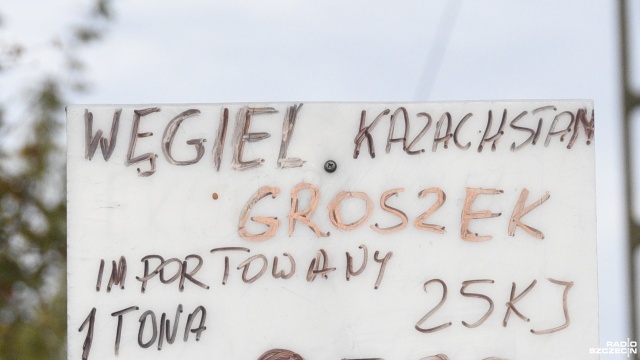 WĘGIEL KAZACHSTAN
GROSZEK
IMPORTOWANY
25KJ
1 TONA
RADIO
SZCZECIN